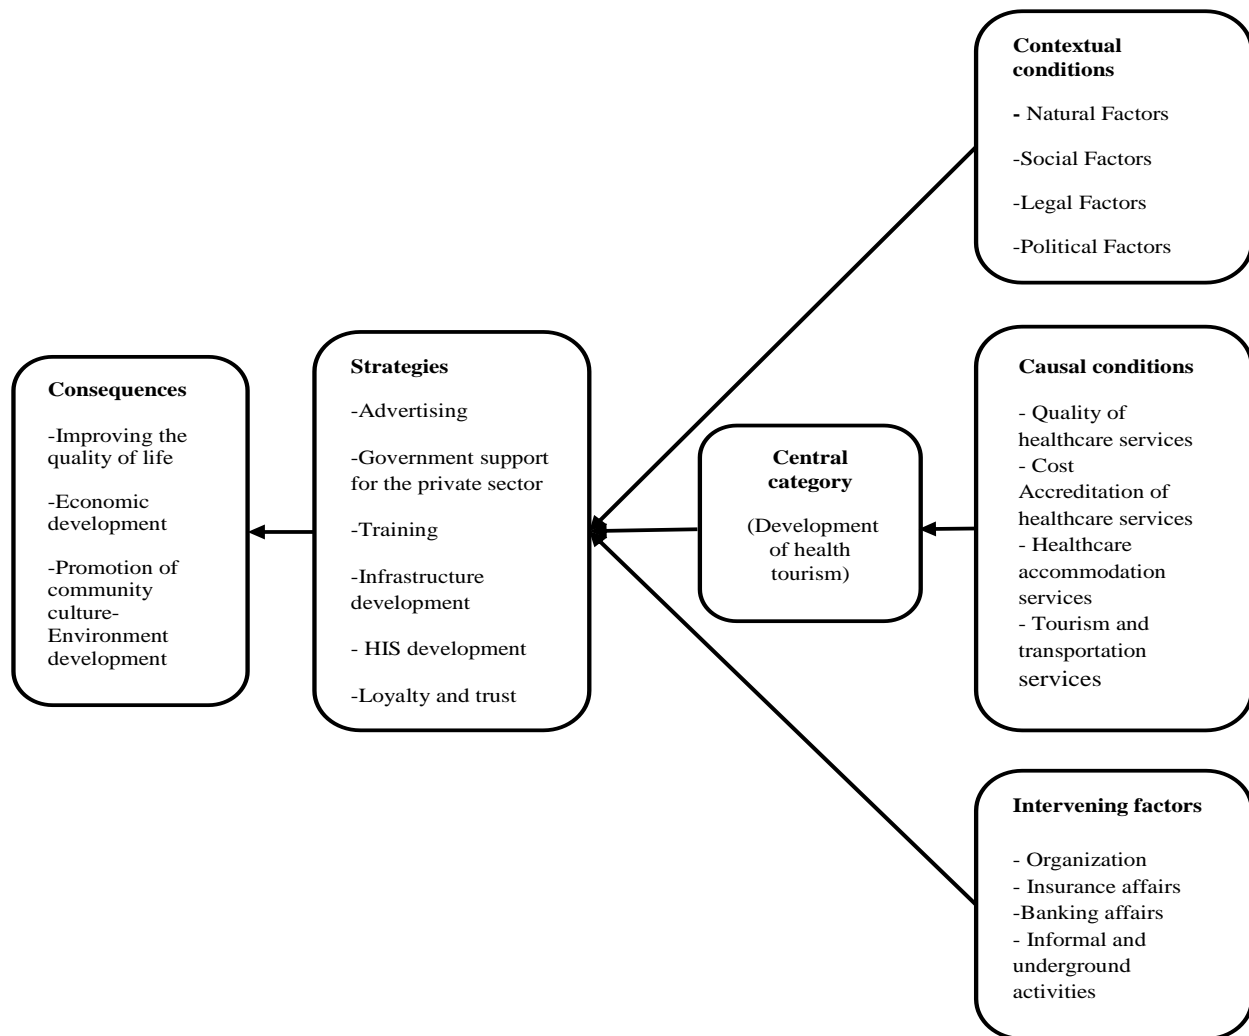 Contextual
conditions
- Natural Factors
-Social Factors
-Legal Factors
-Political Factors
Consequences
-Improving the
quality of life
-Economic
development
-Promotion of
community
culture-
Environment
development
Strategies
-Advertising
-Government support
for the private sector
-Training
-Infrastructure
development
- HIS development
-Loyalty and trust
Central
category
(Development
of health
tourism)
Causal conditions
- Quality of
healthcare services
- Cost
Accreditation of
healthcare services
- Healthcare
accommodation
services
- Tourism and
transportation
services
Intervening factors
- Organization
- Insurance affairs
-Banking affairs
- Informal and
underground
activities